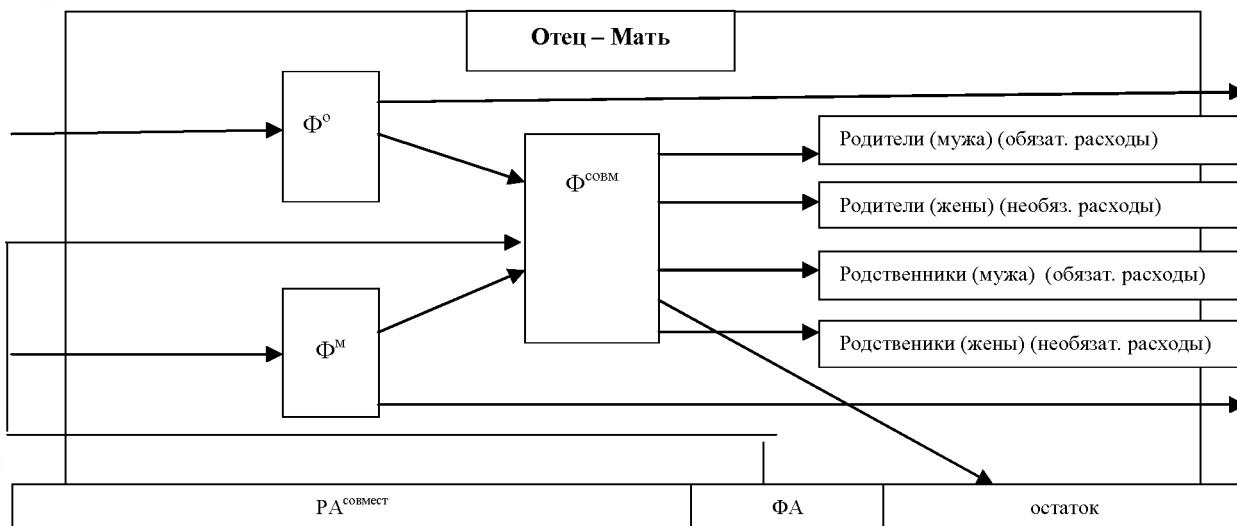 Отец – Мать
Ф^о
Родители (мужа) (обязат. расходы)
Ф^совм
Родители (жены) (необяз. расходы)
Родственники (мужа) (обязат. расходы)
Ф^м
Родственики (жены) (необязат. расходы)
РА^совмест ФА остаток